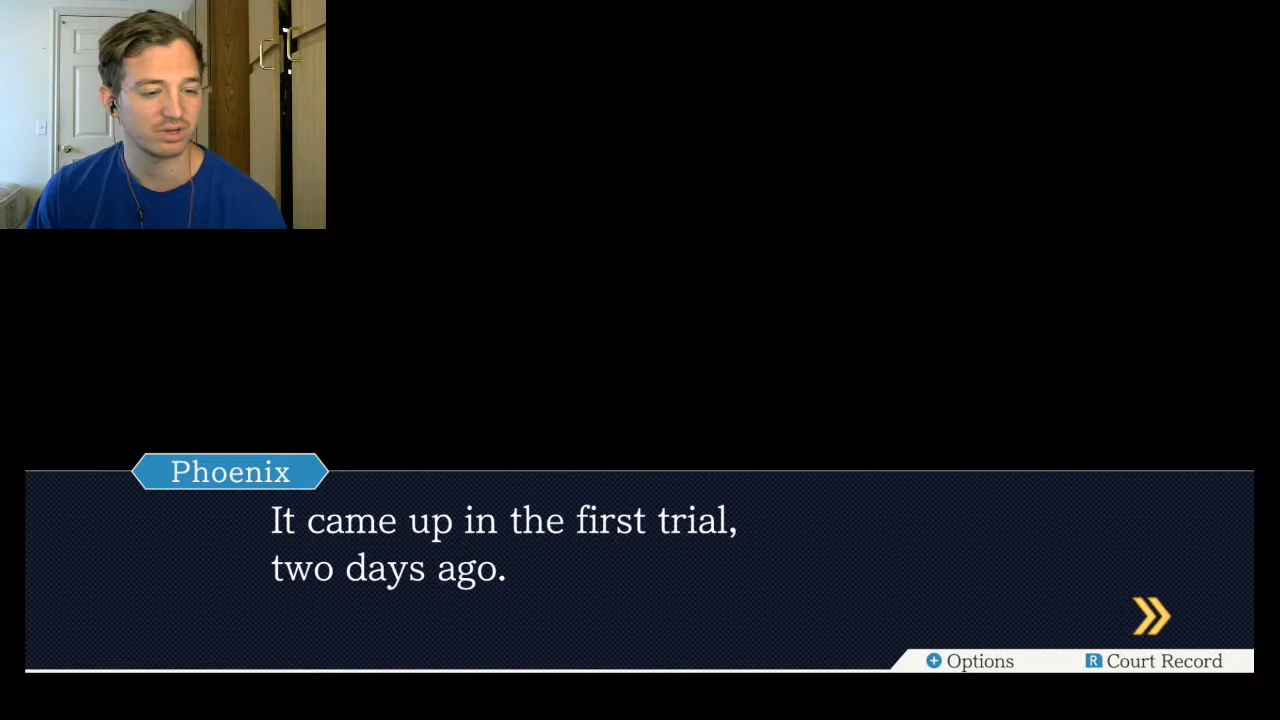 Phoenix
It came up in the first trial,
two days ago.
+ Options
R Court Record